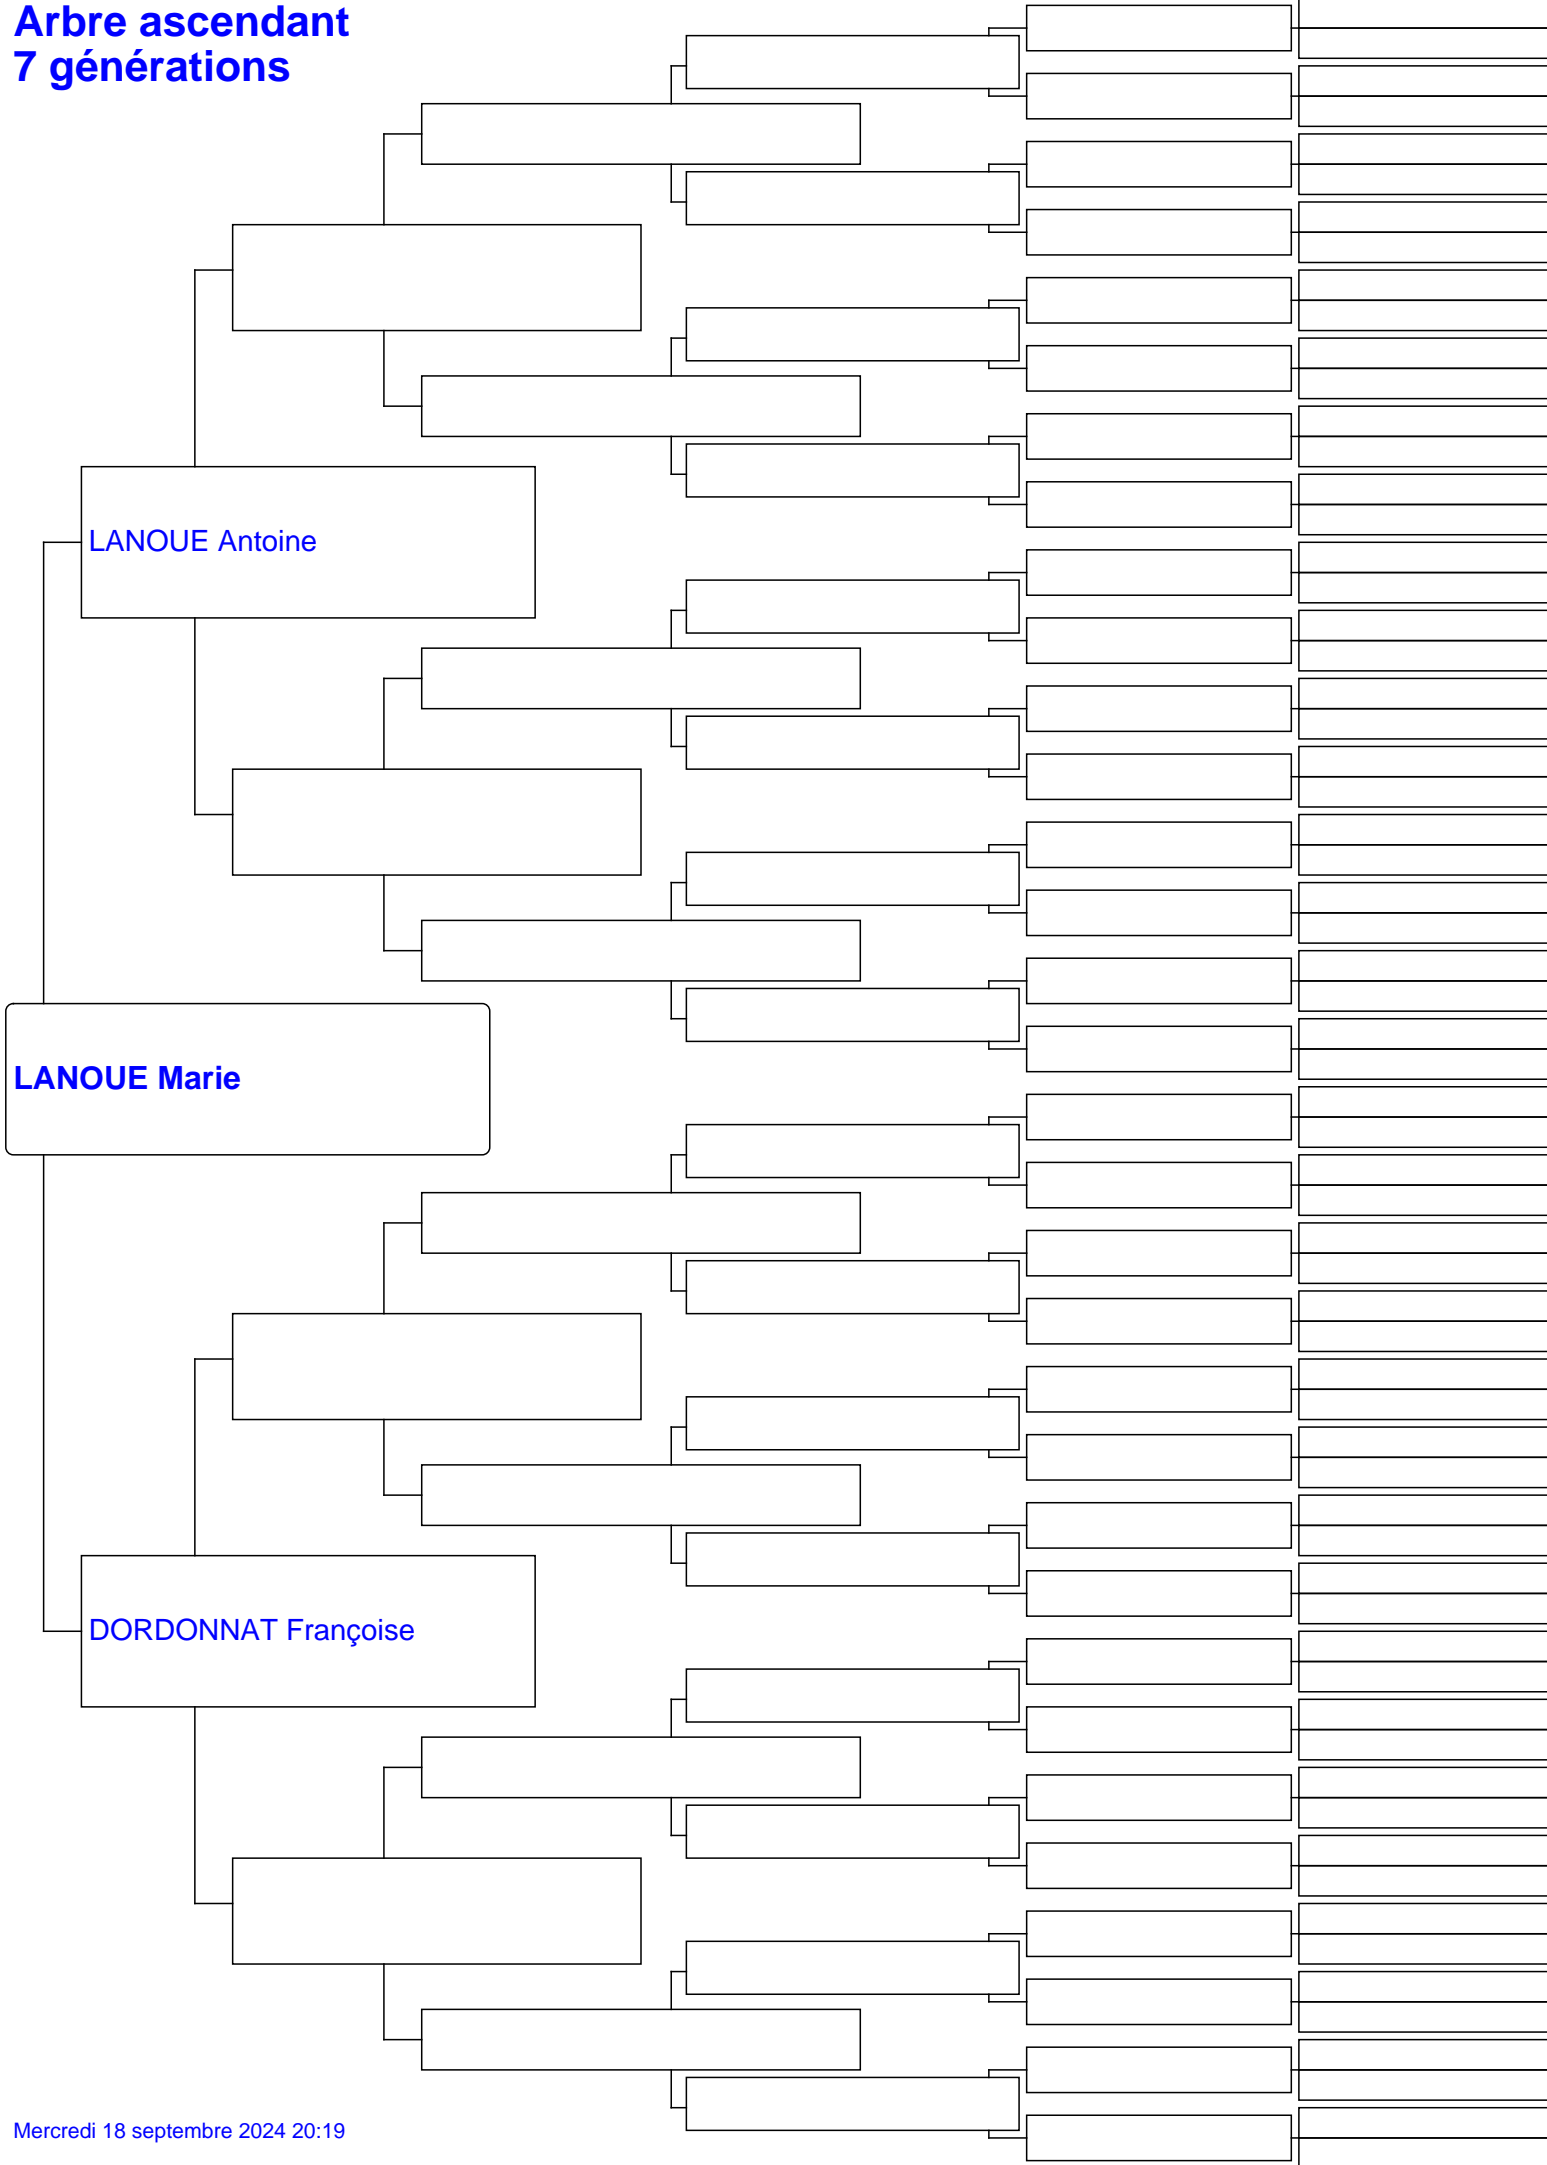 Arbre ascendant
7 générations
LANOUE Antoine
LANOUE Marie
DORDONNAT Françoise
Mercredi 18 septembre 2024 20:19